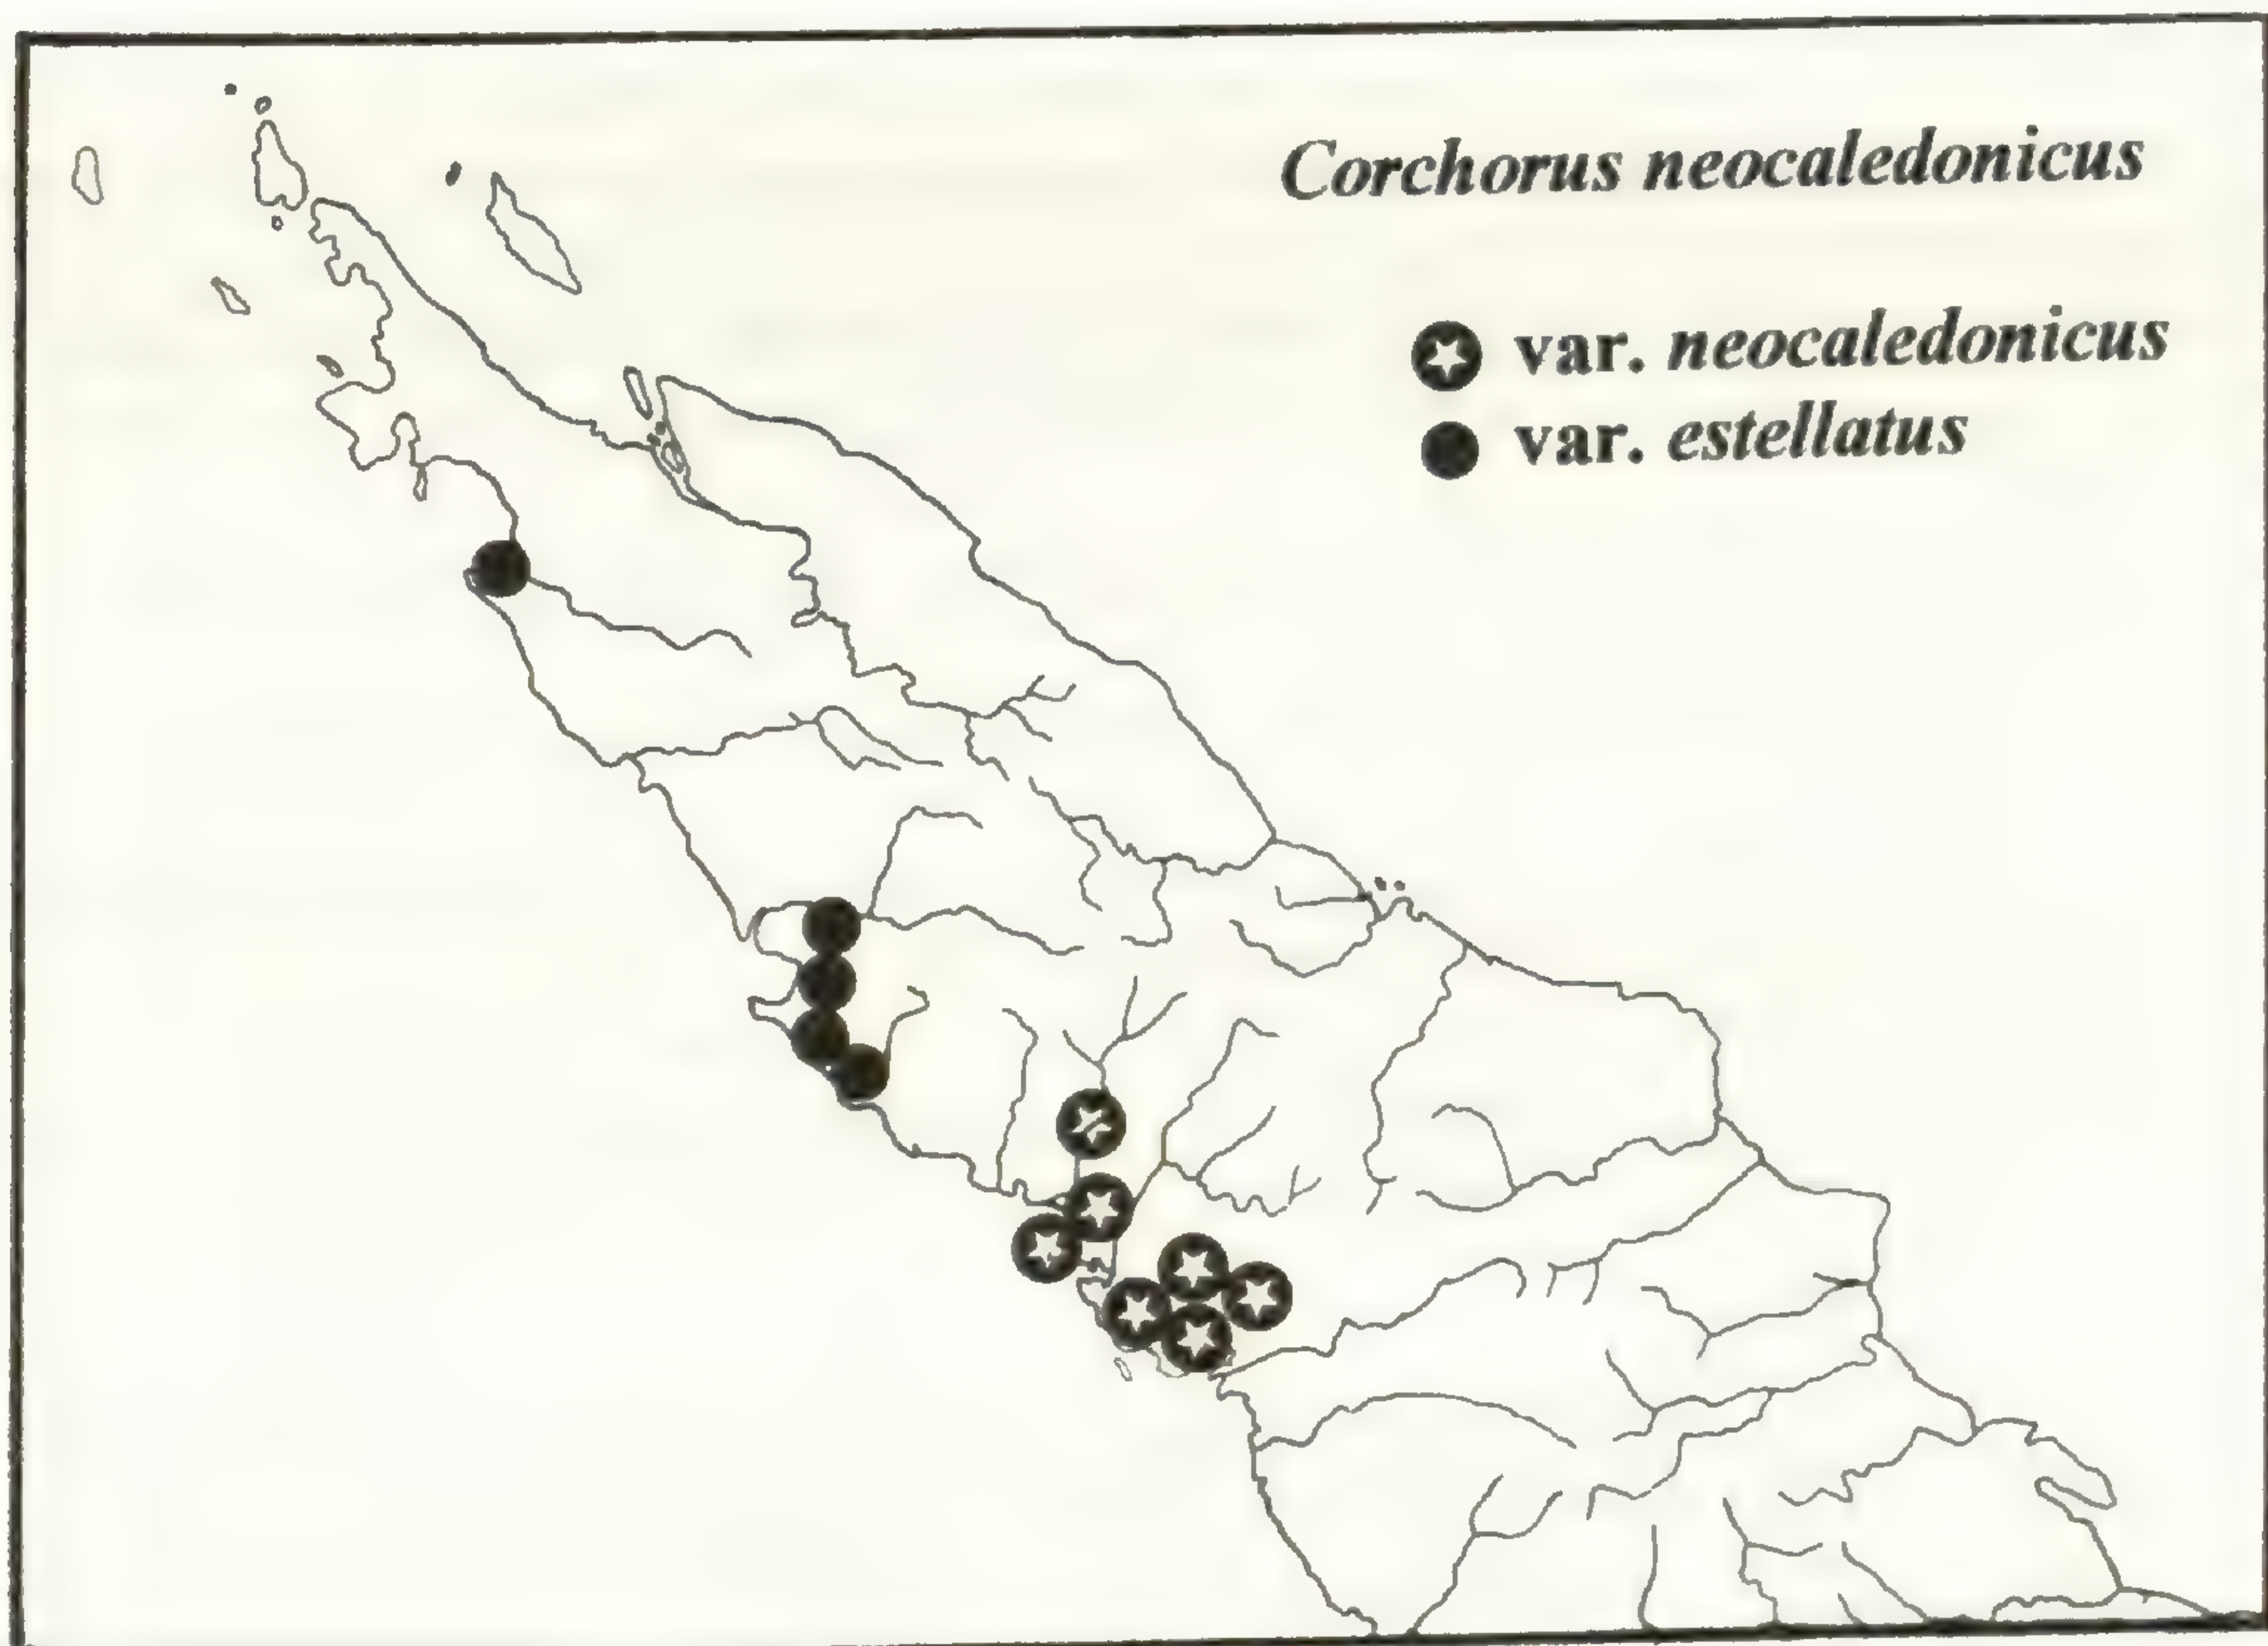 Corchorus neocaledonicus
var. neocaledonicus
var. estellatus